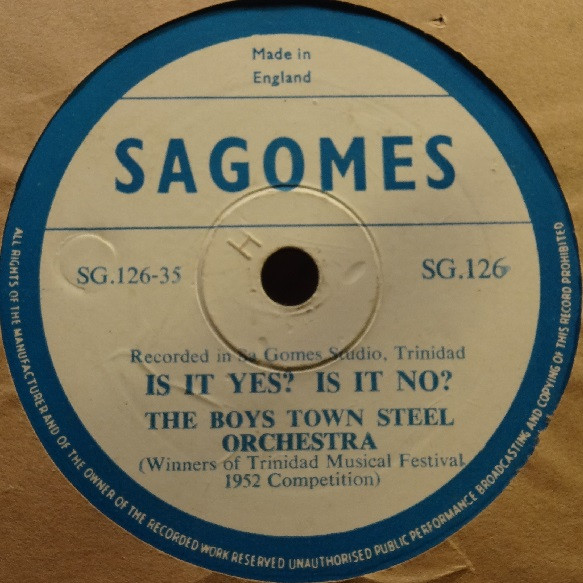 Made in
England
SAGOMES
H
SG.126-35
SG.126
Recorded in Sa Gomes Studio, Trinidad
IS IT YES? IS IT NO?
THE BOYS TOWN STEEL
ORCHESTRA
(Winners of Trinidad Musical Festival
1952 Competition)
ALL RIGHTS OF THE MANUFACTURER AND OF THE OWNER OF THE RECORDED WORK RESERVED UNAUTHORISED PUBLIC PERFORMANCE BROADCASTING AND COPYING OF THIS RECORD PROHIBITED